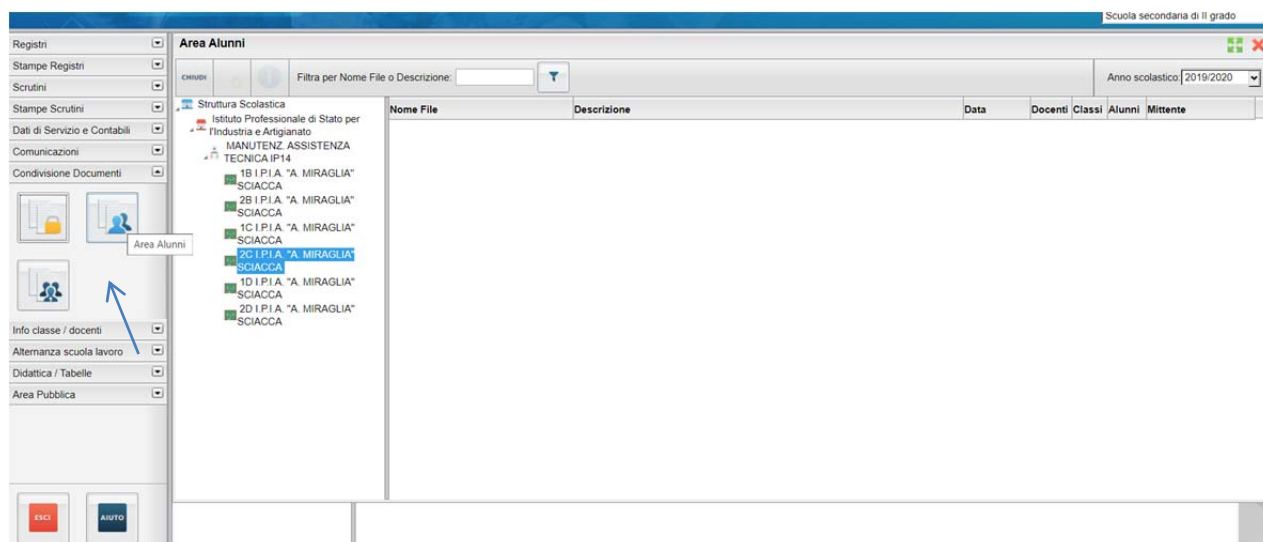 Scuola secondaria di II grado
Registri
Stampe Registri
Scrutini
Stampe Scrutini
Dati di Servizio e Contabili
Comunicazioni
Condivisione Documenti
Area Alunni
Info classe / docenti
Alternanza scuola lavoro
Didattica / Tabelle
Area Pubblica
ESCI
AIUTO
Area Alunni
CHIUDI
Filtra per Nome File o Descrizione:
Anno scolastico: 2019/2020
Struttura Scolastica
Istituto Professionale di Stato per
l'Industria e Artigianato
MANUTENZ. ASSISTENZA
TECNICA IP14
1B I.P.I.A. "A. MIRAGLIA"
SCIACCA
2B I.P.I.A. "A. MIRAGLIA"
SCIACCA
1C I.P.I.A. "A. MIRAGLIA"
SCIACCA
2C I.P.I.A. "A. MIRAGLIA"
SCIACCA
1D I.P.I.A. "A. MIRAGLIA"
SCIACCA
2D I.P.I.A. "A. MIRAGLIA"
SCIACCA
Nome File Descrizione Data Docenti Classi Alunni Mittente